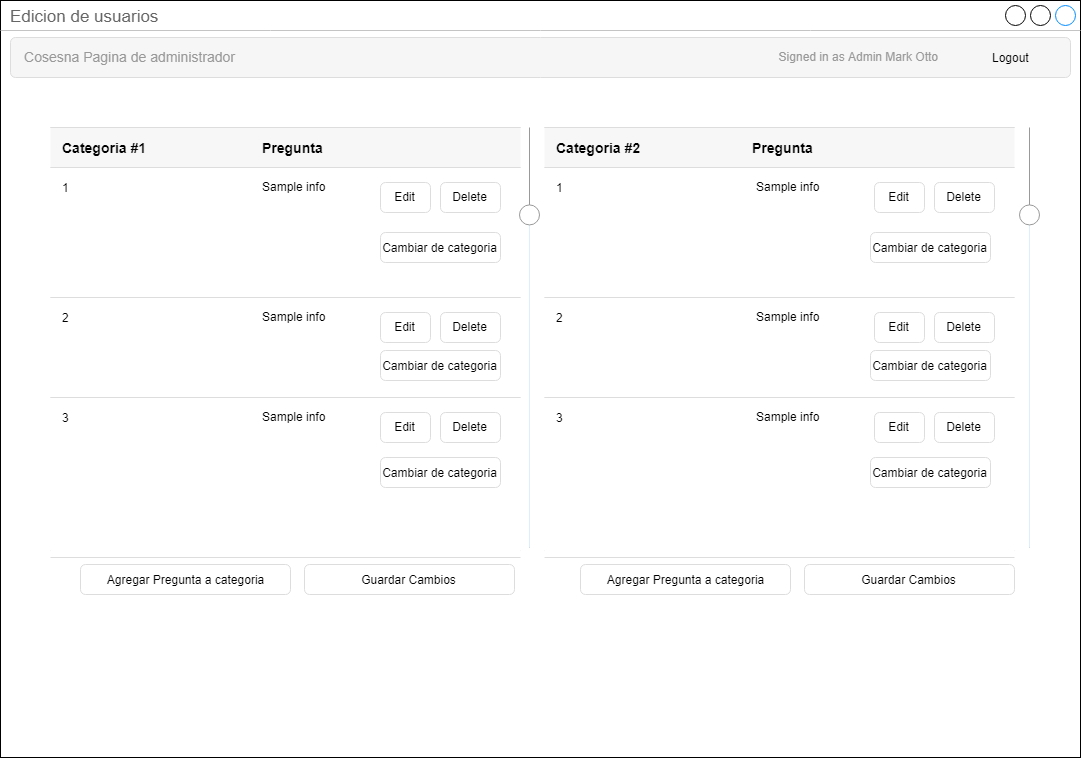 Edicion de usuarios
Cosesna Pagina de administrador Signed in as Admin Mark Otto Logout
Categoria #1 Pregunta
1 Sample info Edit Delete
Cambiar de categoria
2 Sample info Edit Delete
Cambiar de categoria
3 Sample info Edit Delete
Cambiar de categoria
Agregar Pregunta a categoria Guardar Cambios
Categoria #2 Pregunta
1 Sample info Edit Delete
Cambiar de categoria
2 Sample info Edit Delete
Cambiar de categoria
3 Sample info Edit Delete
Cambiar de categoria
Agregar Pregunta a categoria Guardar Cambios